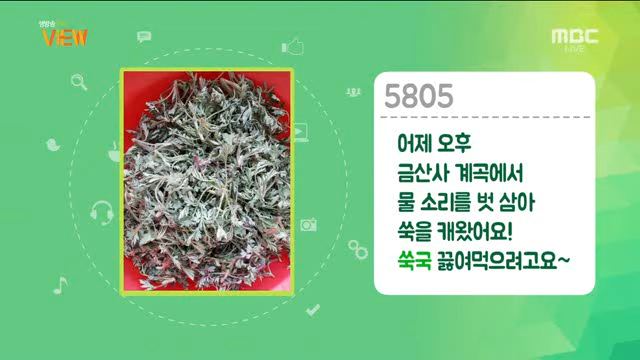 생방송
VIEW
MBC
LIVE
5805
어제 오후
금산사 계곡에서
물 소리를 벗 삼아
쑥을 캐왔어요!
쑥국 끓여먹으려고요~